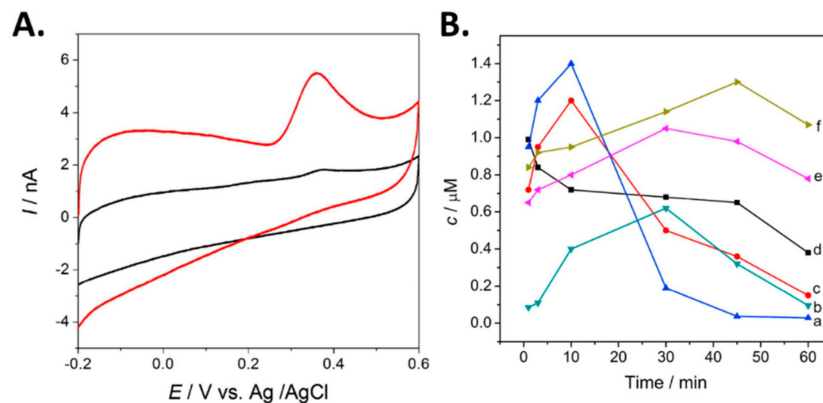 A.
B.
I / nA
6
4
2
0
-2
-4
-0.2 0.0 0.2 0.4 0.6
E / V vs. Ag /AgCl
c / μM
1.4
1.2
1.0
0.8
0.6
0.4
0.2
0.0
0 10 20 30 40 50 60
Time / min
f
e
d
c
b
a